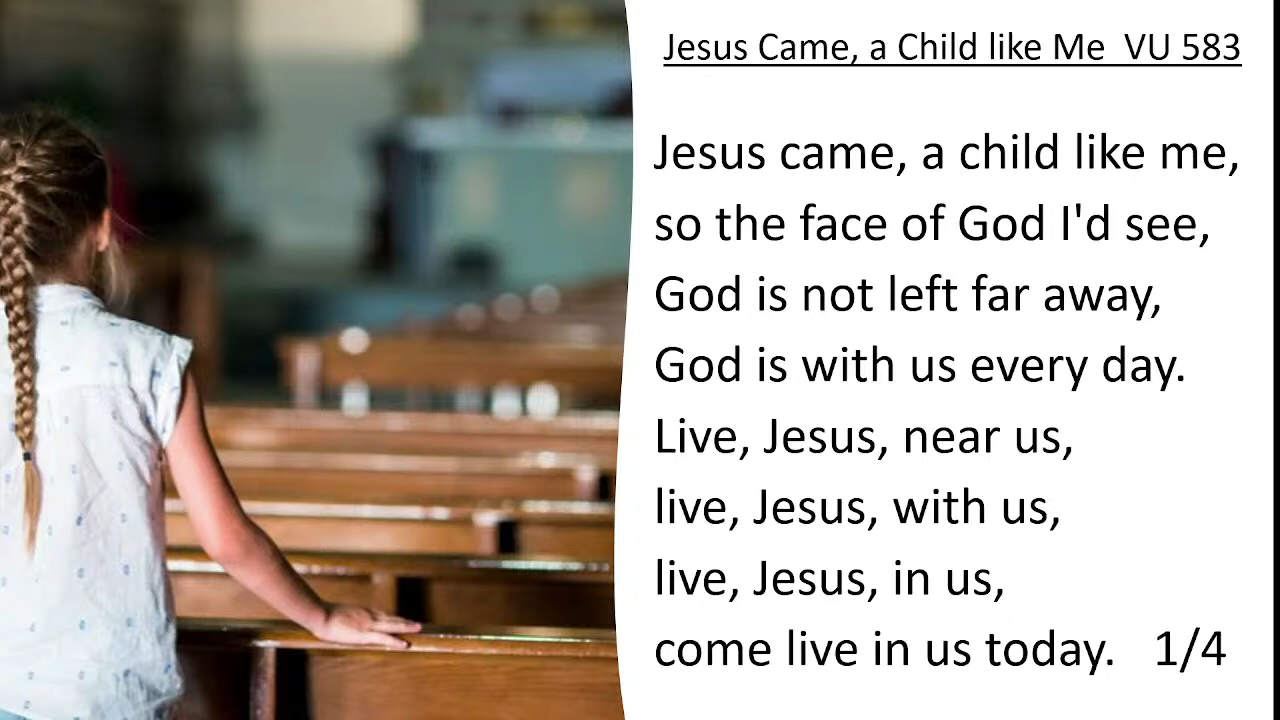 Jesus Came, a Child like Me  VU 583
Jesus came, a child like me,
so the face of God I'd see,
God is not left far away,
God is with us every day.
Live, Jesus, near us,
live, Jesus, with us,
live, Jesus, in us,
come live in us today.   1/4